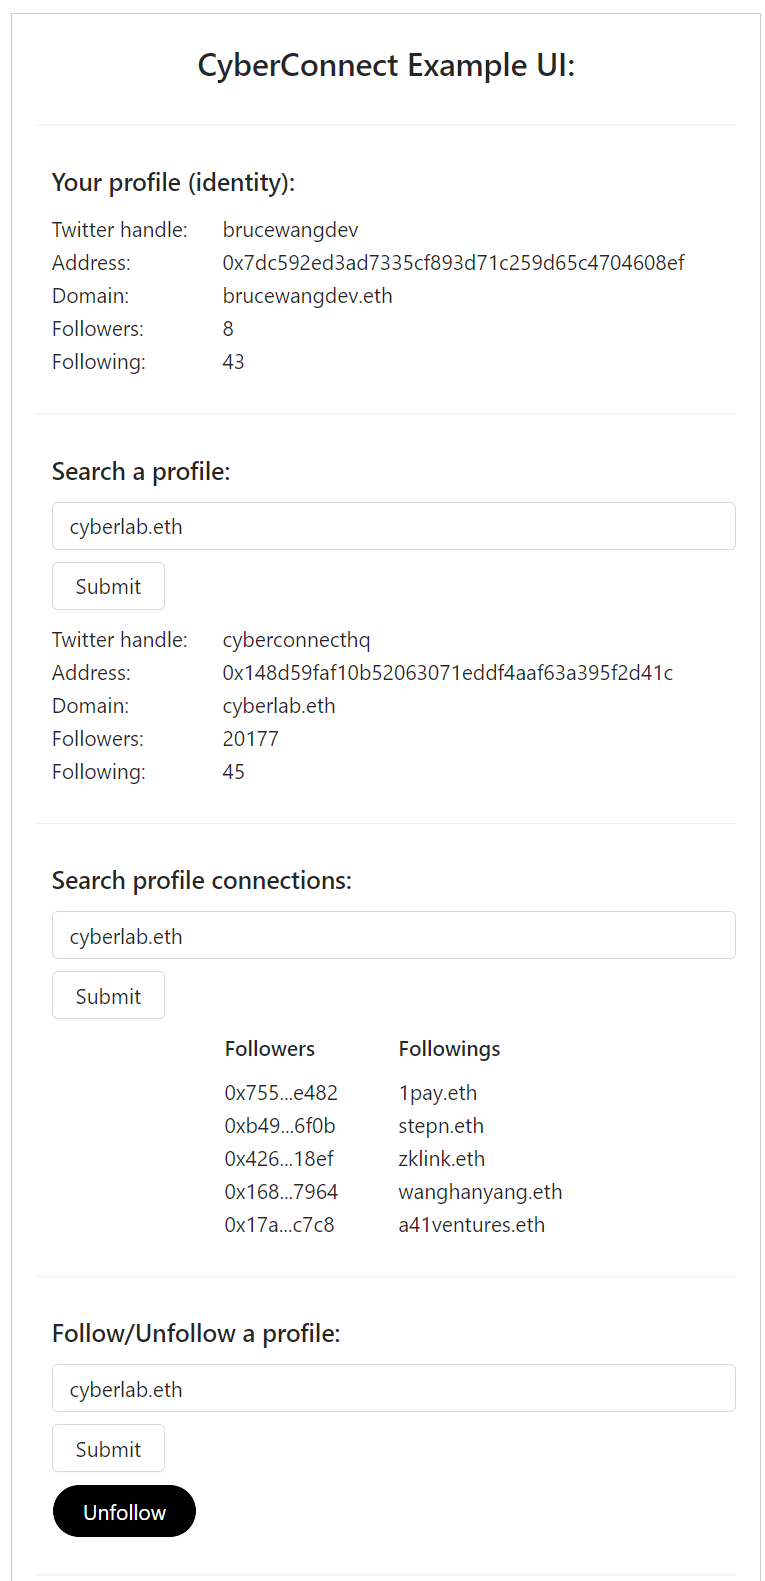 CyberConnect Example UI:
Your profile (identity):
Twitter handle: brucewangdev
Address: 0x7dc592ed3ad7335cf893d71c259d65c4704608ef
Domain: brucewangdev.eth
Followers: 8
Following: 43
Search a profile:
cyberlab.eth
Submit
Twitter handle: cyberconnecthq
Address: 0x148d59faf10b52063071eddf4aaf63a395f2d41c
Domain: cyberlab.eth
Followers: 20177
Following: 45
Search profile connections:
cyberlab.eth
Submit
Followers Followings
0x755...e482 1pay.eth
0xb49...6f0b stepn.eth
0x426...18ef zklink.eth
0x168...7964 wanghanyang.eth
0x17a...c7c8 a41ventures.eth
Follow/Unfollow a profile:
cyberlab.eth
Submit
Unfollow